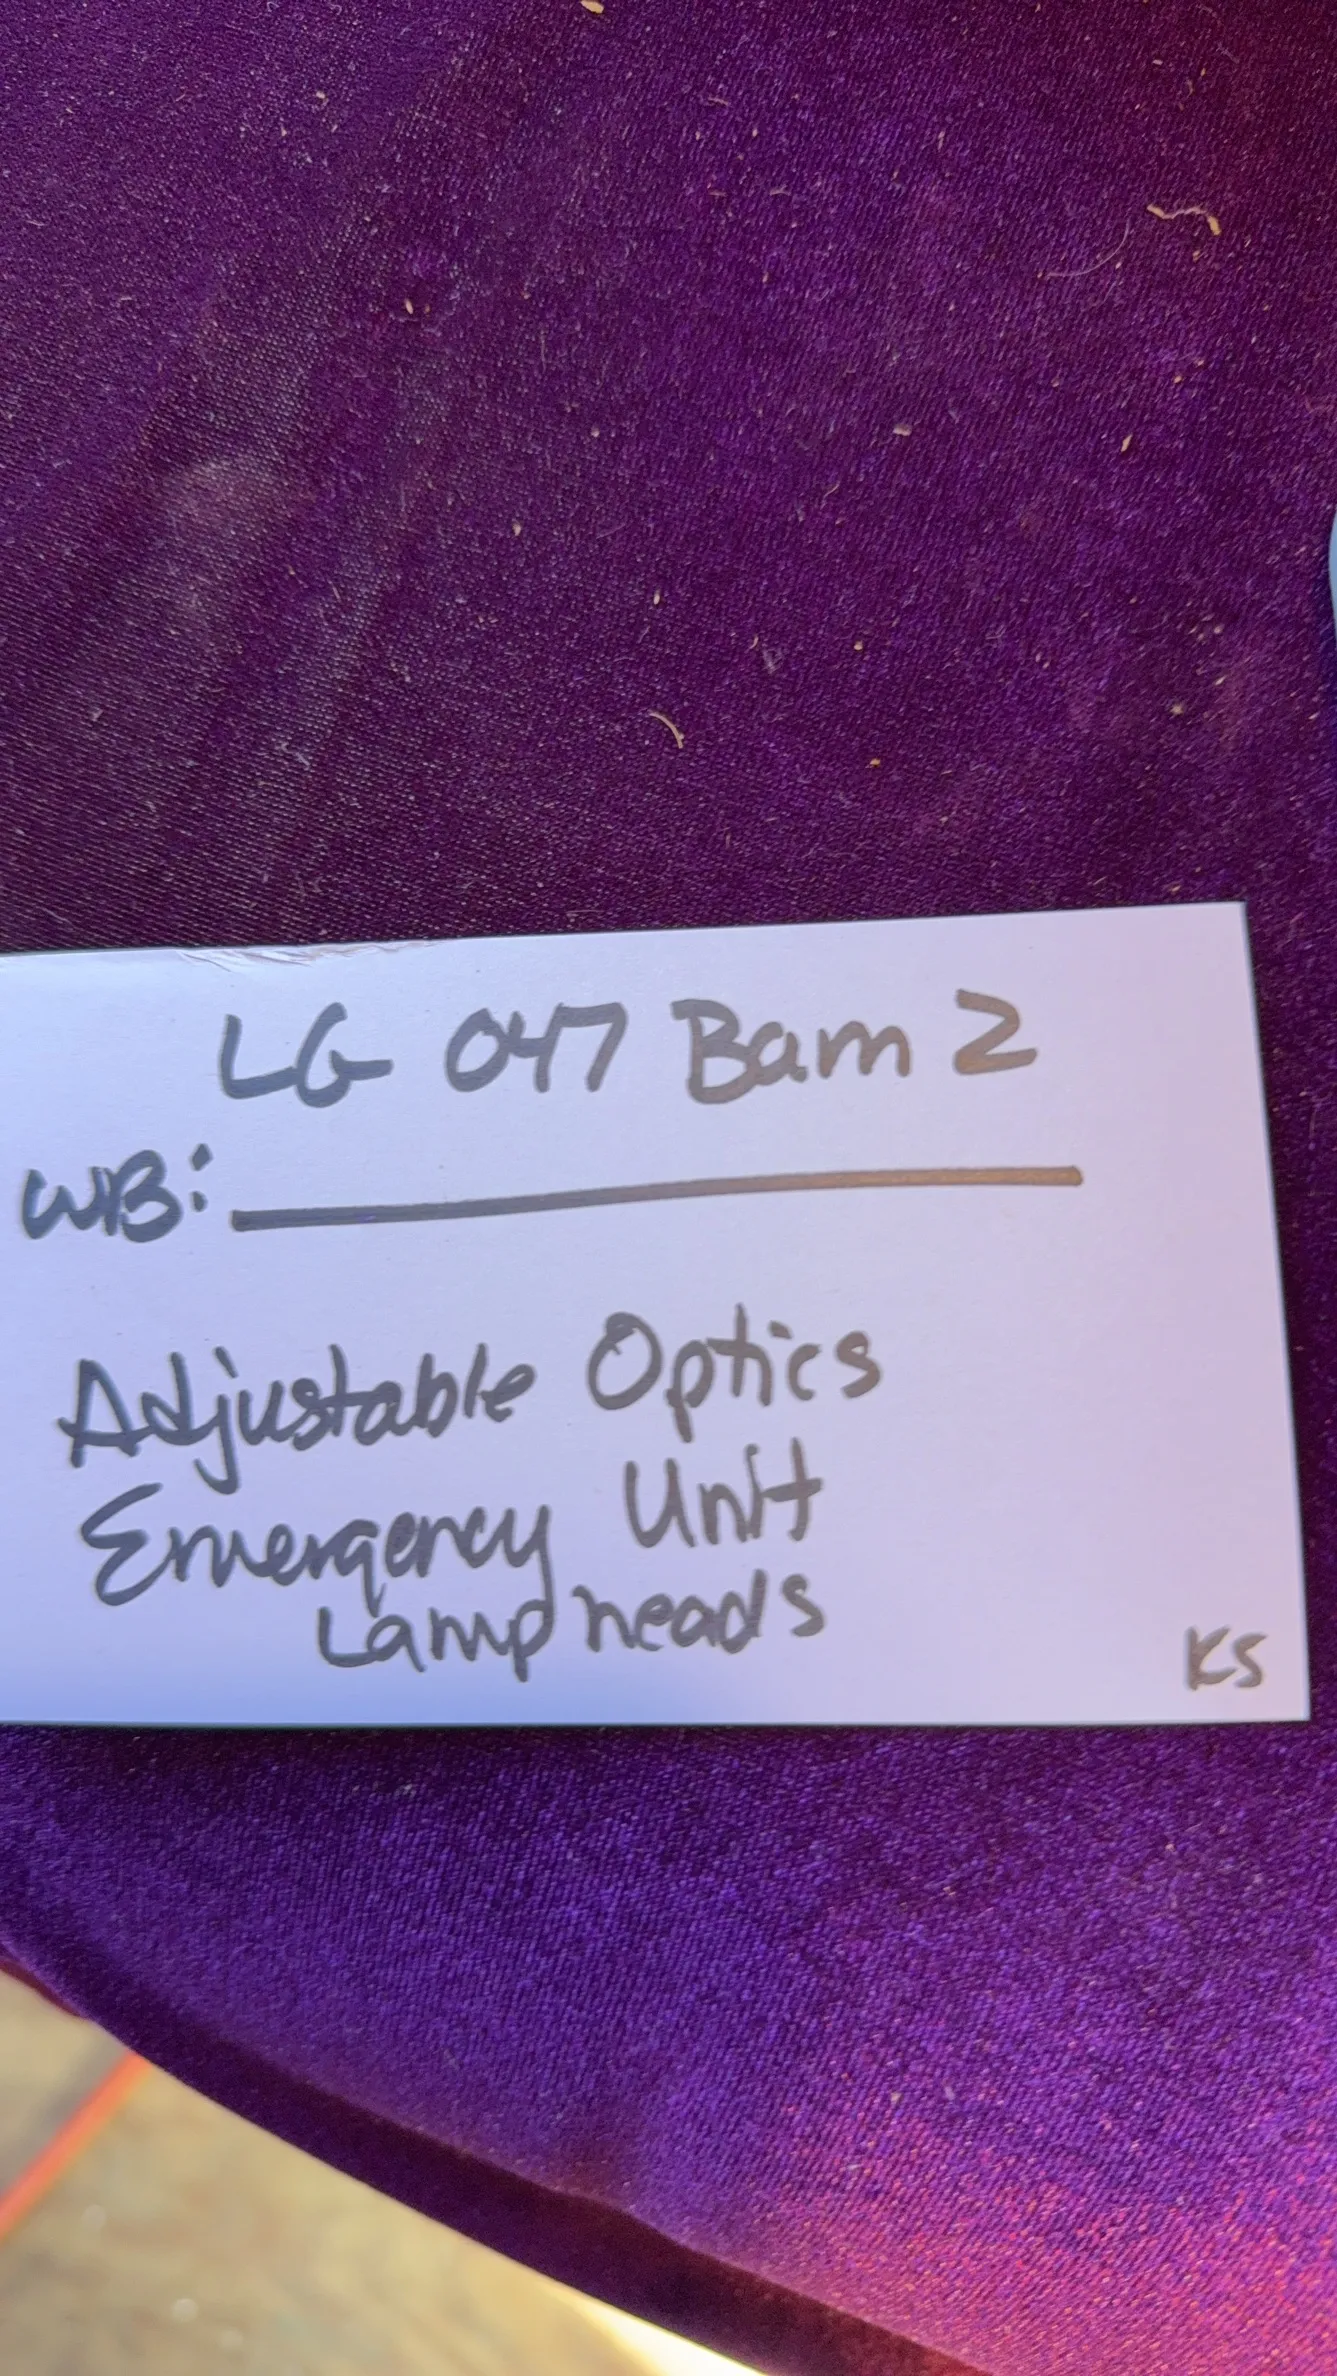 LG 047 Bam 2
WB:
Adjustable Optics
Emergency Unit
Lamp heads
KS